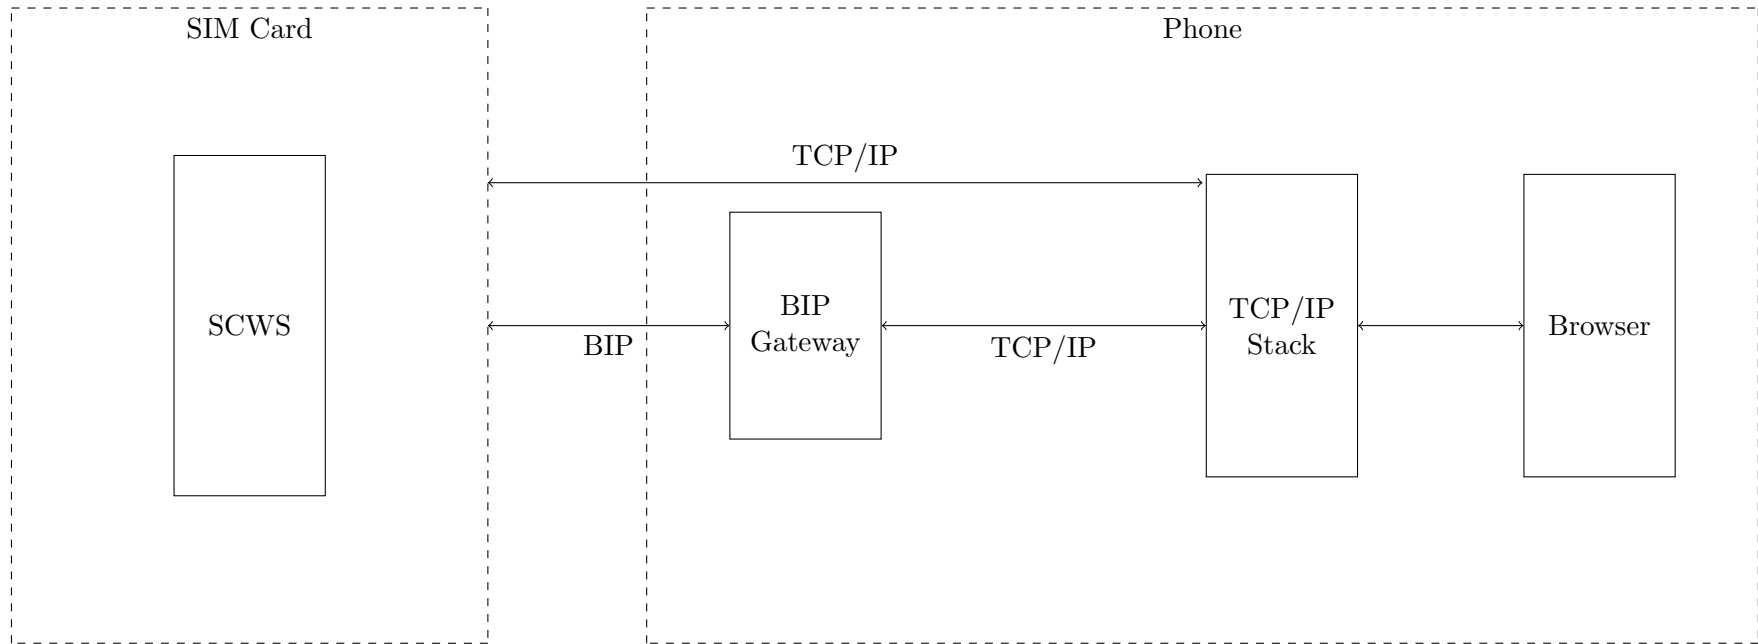 SIM Card
Phone
TCP/IP
SCWS
BIP
BIP
Gateway
TCP/IP
TCP/IP
Stack
Browser